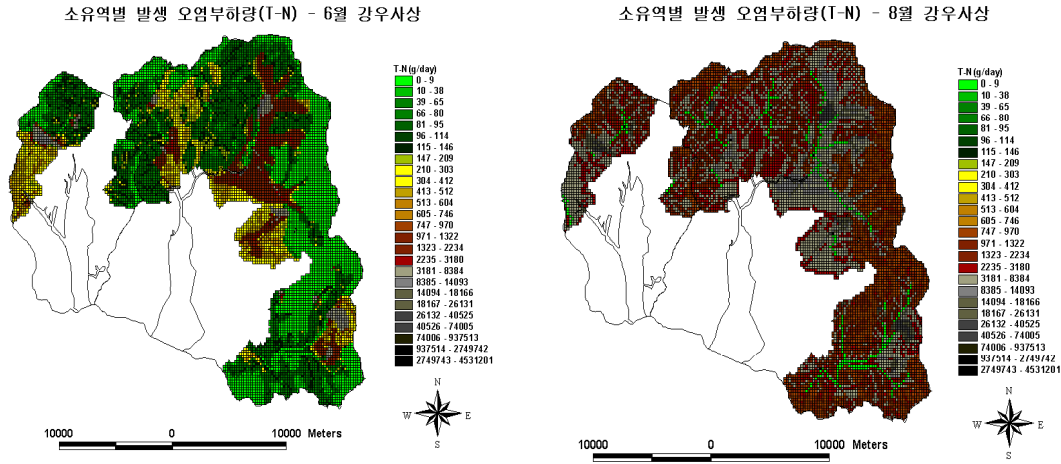 소유역별 발생 오염부하량(T-N) - 6월 강우사상
T-N(g/day)
0 - 9
10 - 38
39 - 65
66 - 80
81 - 95
96 - 114
115 - 146
147 - 209
210 - 303
304 - 412
413 - 512
513 - 604
605 - 746
747 - 970
971 - 1322
1323 - 2234
2235 - 3180
3181 - 8384
8385 - 14093
14094 - 18166
18167 - 26131
26132 - 40525
40526 - 74005
74006 - 937513
937514 - 2749742
2749743 - 4531201
N
W E
S
10000 0 10000 Meters
소유역별 발생 오염부하량(T-N) - 8월 강우사상
T-N(g/day)
0 - 9
10 - 38
39 - 65
66 - 80
81 - 95
96 - 114
115 - 146
147 - 209
210 - 303
304 - 412
413 - 512
513 - 604
605 - 746
747 - 970
971 - 1322
1323 - 2234
2235 - 3180
3181 - 8384
8385 - 14093
14094 - 18166
18167 - 26131
26132 - 40525
40526 - 74005
74006 - 937513
937514 - 2749742
2749743 - 4531201
N
W E
S
10000 0 10000 Meters